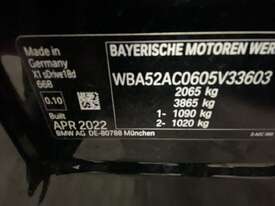 Made in
Germany
X1 sDrive18d
668
0.10
Built
APR 2022
BMW AG DE-80788 München
BAYERISCHE MOTOREN WER
WBA52AC0605V33603
2065 kg
3865 kg
1- 1090 kg
2- 1020 kg